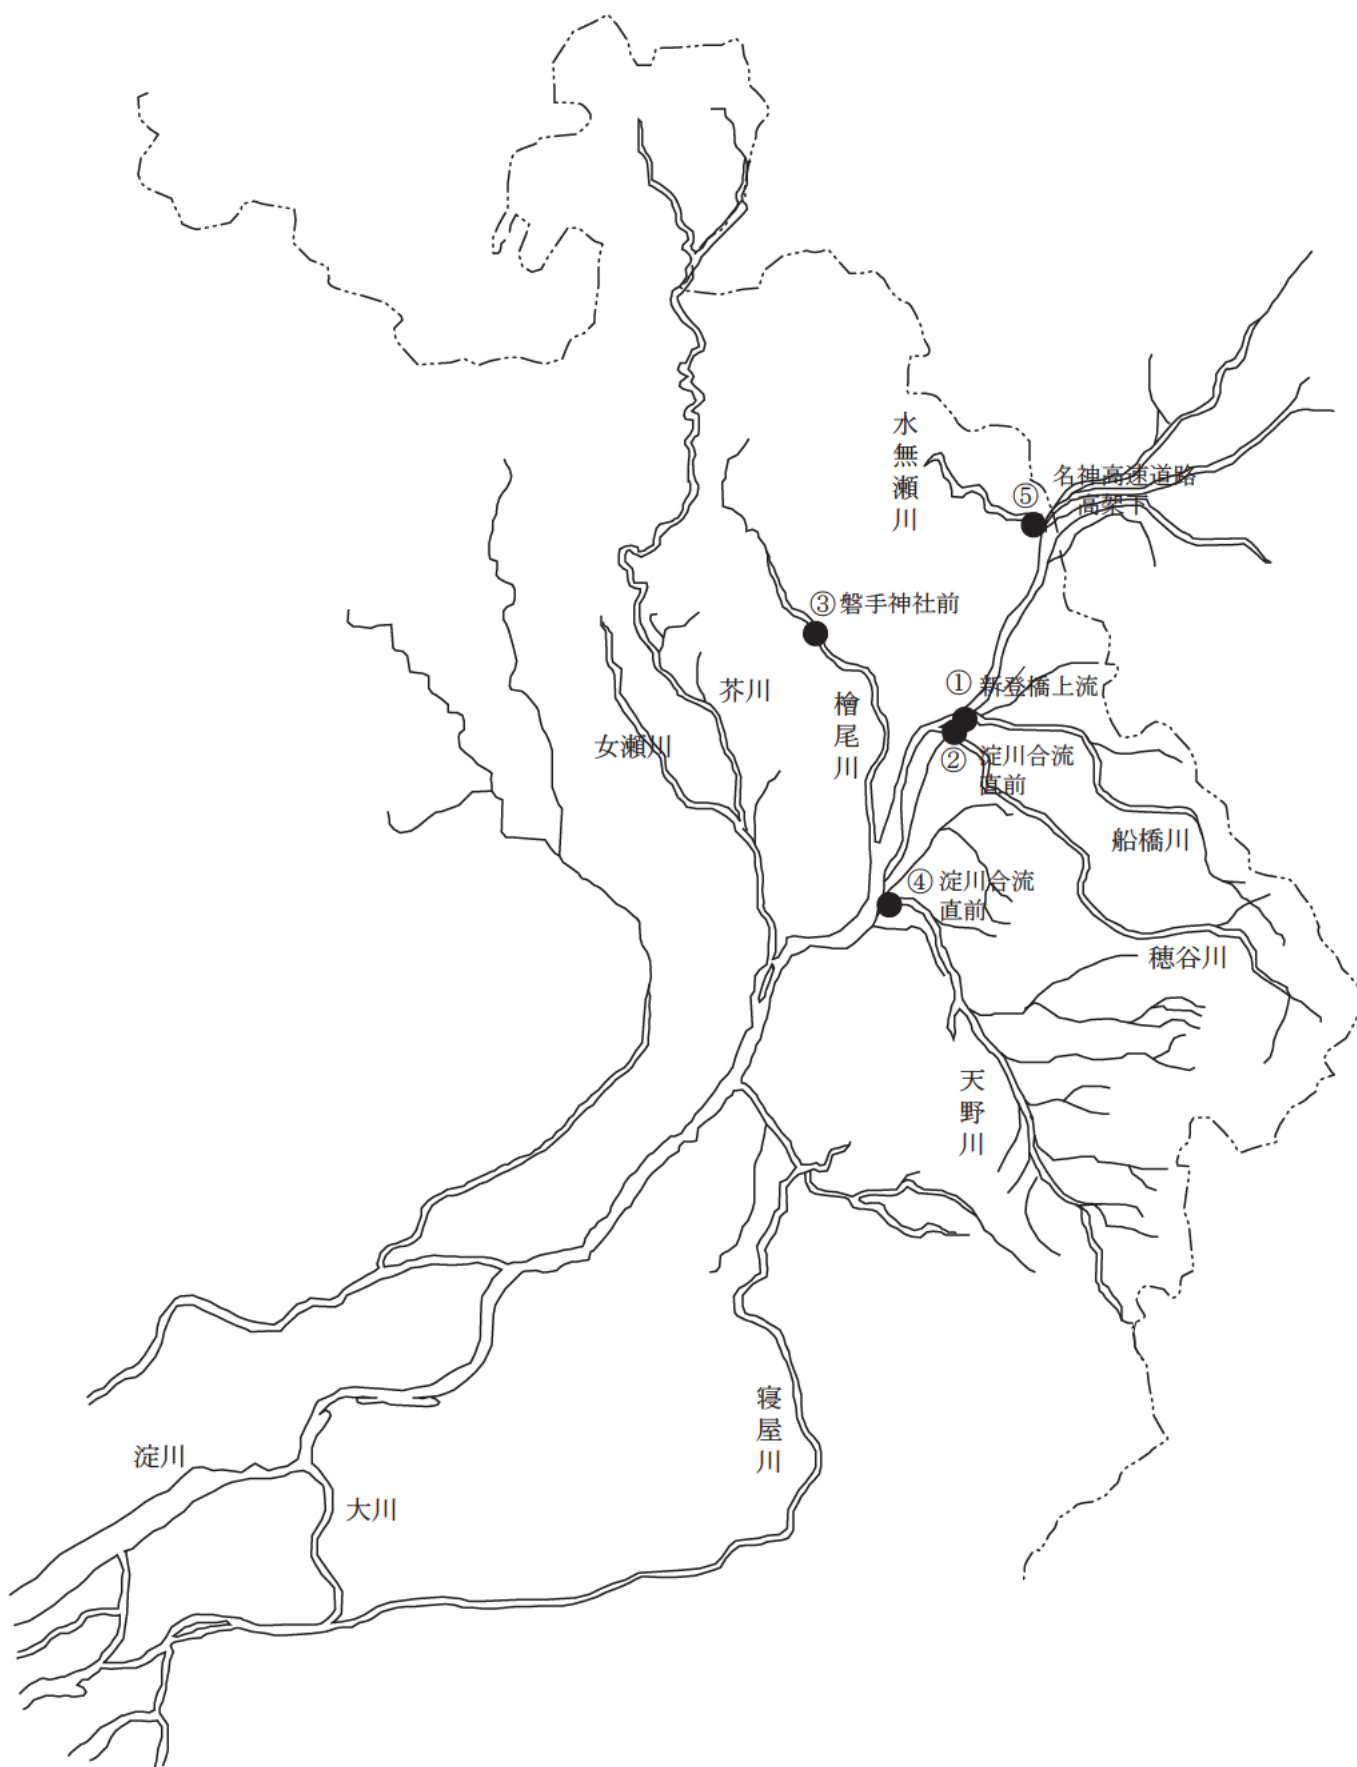 水無瀬川
⑤
名神高速道路
高架下
③磐手神社前
① 新登橋上流
芥川
檜尾川
女瀬川
② 淀川合流
直前
船橋川
④ 淀川合流
直前
穂谷川
天野川
寝屋川
淀川
大川